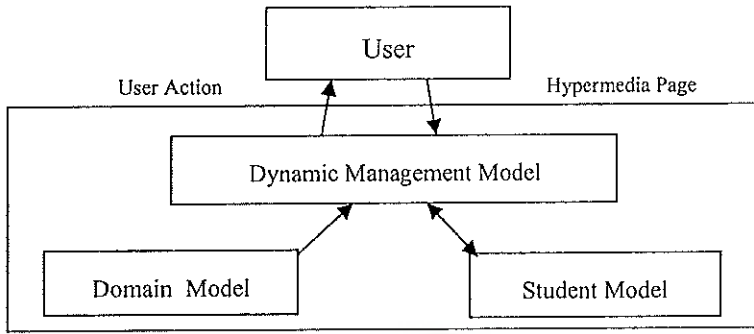 User
User Action
Hypermedia Page
Dynamic Management Model
Domain Model
Student Model